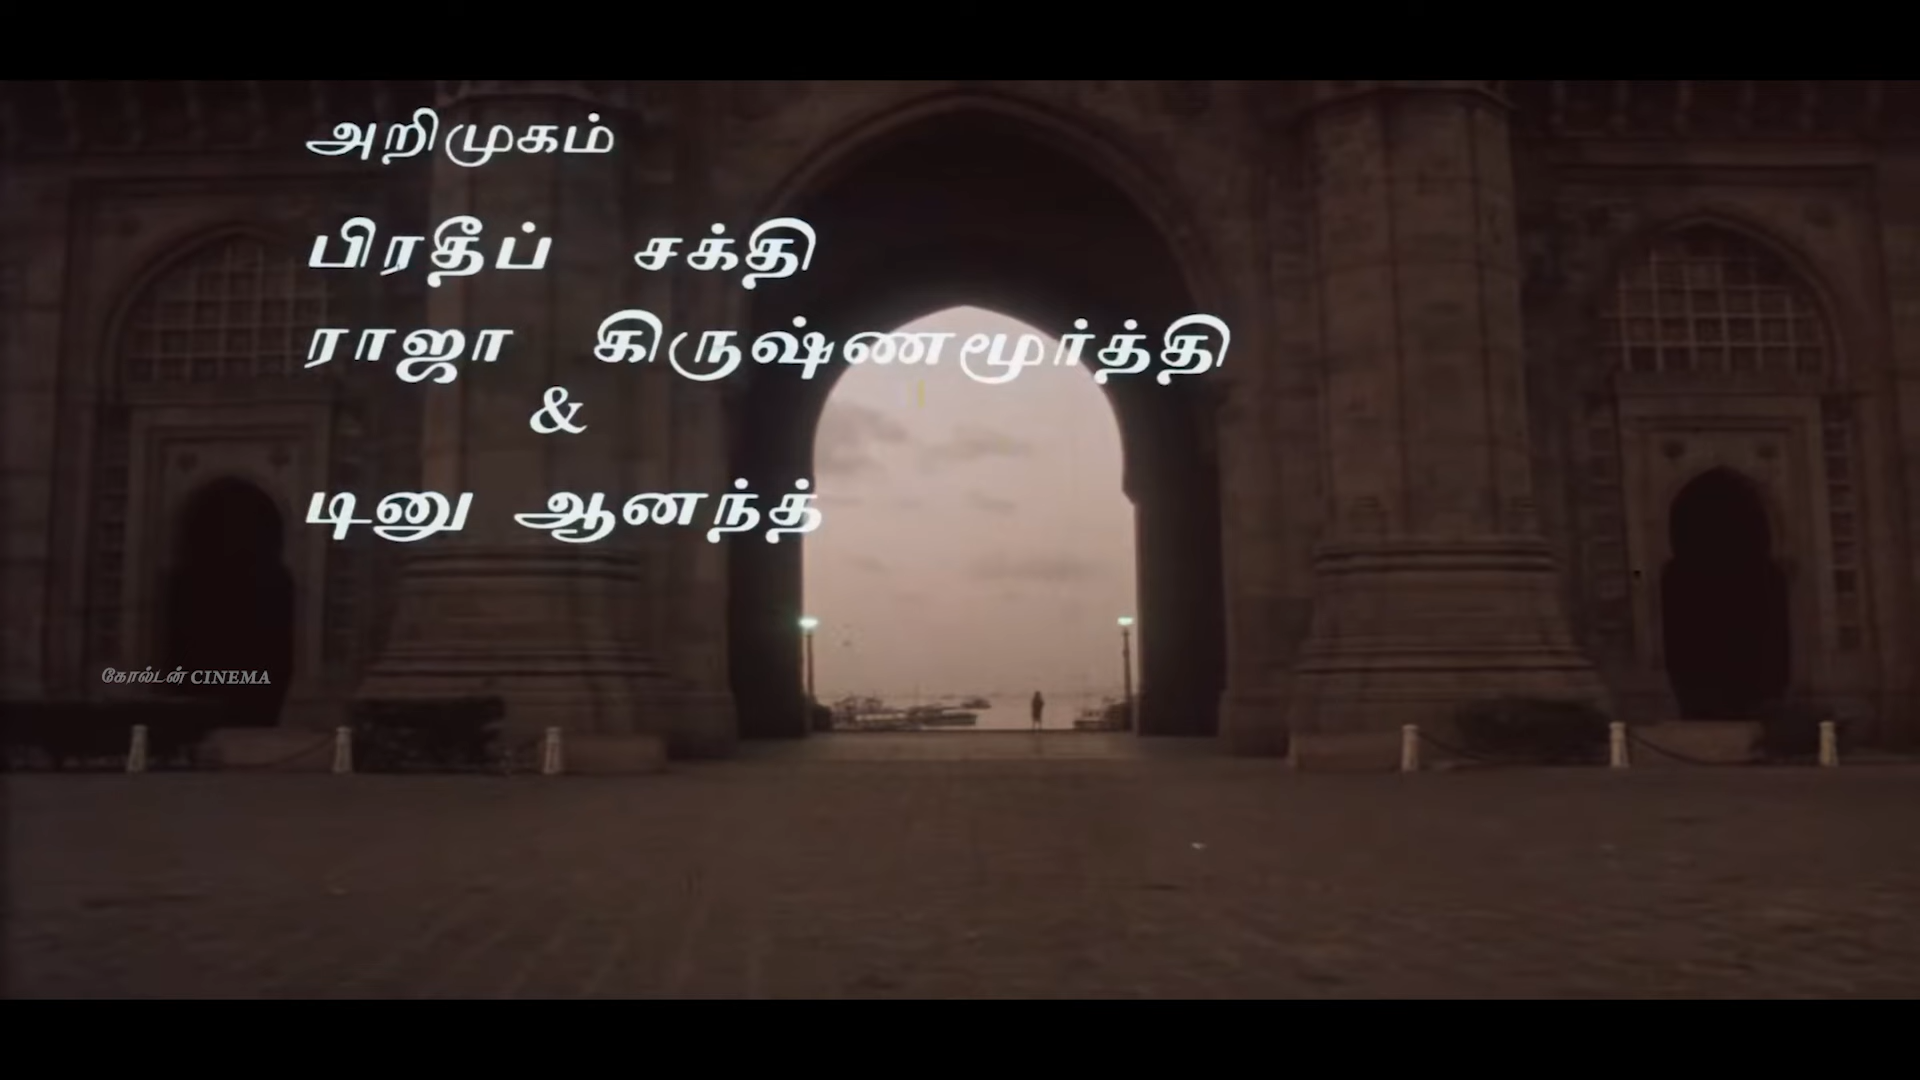 அறிமுகம்
பிரதீப் சக்தி
ராஜா கிருஷ்ணமூர்த்தி
&
டினு ஆனந்த்
கோல்டன் CINEMA